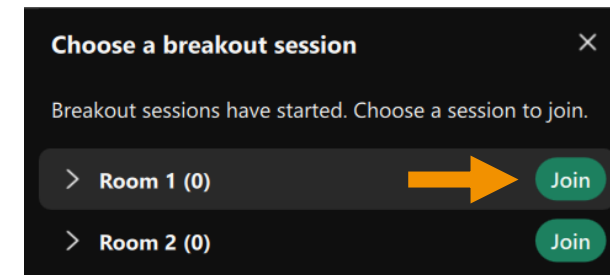 Choose a breakout session
Breakout sessions have started. Choose a session to join.
Room 1 (0) Join
Room 2 (0) Join